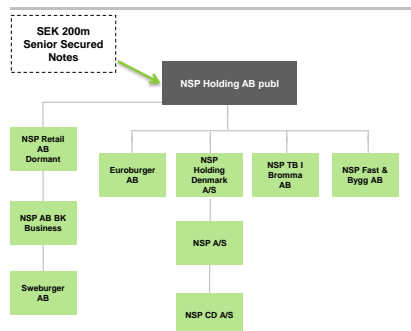 SEK 200m
Senior Secured
Notes
NSP Holding AB publ
NSP Retail
AB
Dormant
Euroburger
AB
NSP
Holding
Denmark
A/S
NSP TB I
Bromma
AB
NSP Fast &
Bygg AB
NSP AB BK
Business
NSP A/S
Sweburger
AB
NSP CD A/S